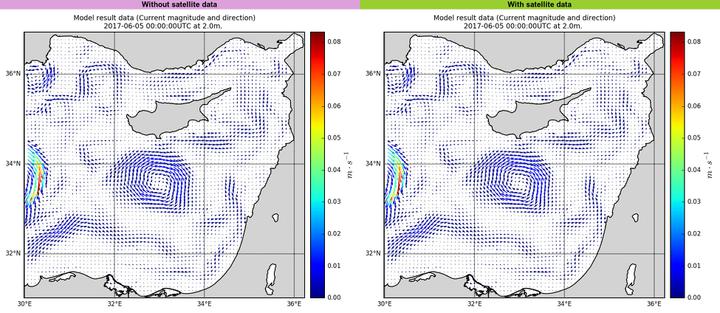 Without satellite data
With satellite data
Model result data (Current magnitude and direction)
2017-06-05 00:00:00UTC at 2.0m.
36°N
34°N
32°N
30°E
32°E
34°E
36°E
0.08
0.07
0.06
0.05
0.04
0.03
0.02
0.01
0.00
m · s⁻¹
Model result data (Current magnitude and direction)
2017-06-05 00:00:00UTC at 2.0m.
36°N
34°N
32°N
30°E
32°E
34°E
36°E
0.08
0.07
0.06
0.05
0.04
0.03
0.02
0.01
0.00
m · s⁻¹